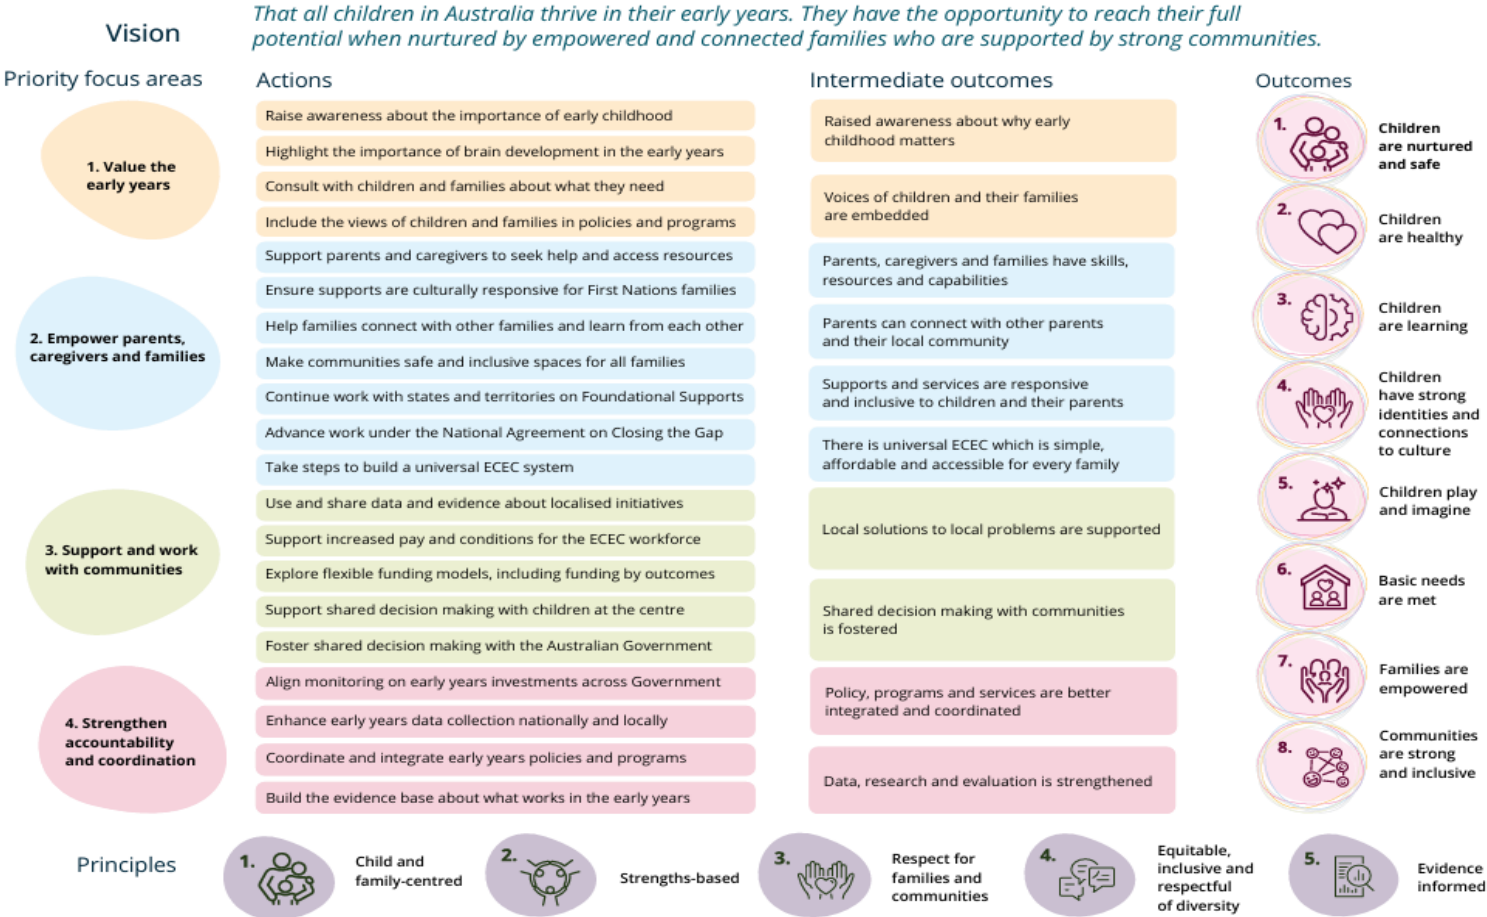 Vision
That all children in Australia thrive in their early years. They have the opportunity to reach their full
potential when nurtured by empowered and connected families who are supported by strong communities.
Priority focus areas
Actions
Intermediate outcomes
Outcomes
1. Value the
early years
Raise awareness about the importance of early childhood
Highlight the importance of brain development in the early years
Consult with children and families about what they need
Include the views of children and families in policies and programs
Raised awareness about why early
childhood matters
Voices of children and their families
are embedded
2. Empower parents,
caregivers and families
Support parents and caregivers to seek help and access resources
Ensure supports are culturally responsive for First Nations families
Help families connect with other families and learn from each other
Make communities safe and inclusive spaces for all families
Continue work with states and territories on Foundational Supports
Advance work under the National Agreement on Closing the Gap
Take steps to build a universal ECEC system
Parents, caregivers and families have skills,
resources and capabilities
Parents can connect with other parents
and their local community
Supports and services are responsive
and inclusive to children and their parents
There is universal ECEC which is simple,
affordable and accessible for every family
3. Support and work
with communities
Use and share data and evidence about localised initiatives
Support increased pay and conditions for the ECEC workforce
Explore flexible funding models, including funding by outcomes
Support shared decision making with children at the centre
Foster shared decision making with the Australian Government
Local solutions to local problems are supported
Shared decision making with communities
is fostered
4. Strengthen
accountability
and coordination
Align monitoring on early years investments across Government
Enhance early years data collection nationally and locally
Coordinate and integrate early years policies and programs
Build the evidence base about what works in the early years
Policy, programs and services are better
integrated and coordinated
Data, research and evaluation is strengthened
1.
Children
are nurtured
and safe
2.
Children
are healthy
3.
Children
are learning
4.
Children
have strong
identities and
connections
to culture
5.
Children play
and imagine
6.
Basic needs
are met
7.
Families are
empowered
8.
Communities
are strong
and inclusive
Principles
1.
Child and
family-centred
2.
Strengths-based
3.
Respect for
families and
communities
4.
Equitable,
inclusive and
respectful
of diversity
5.
Evidence
informed